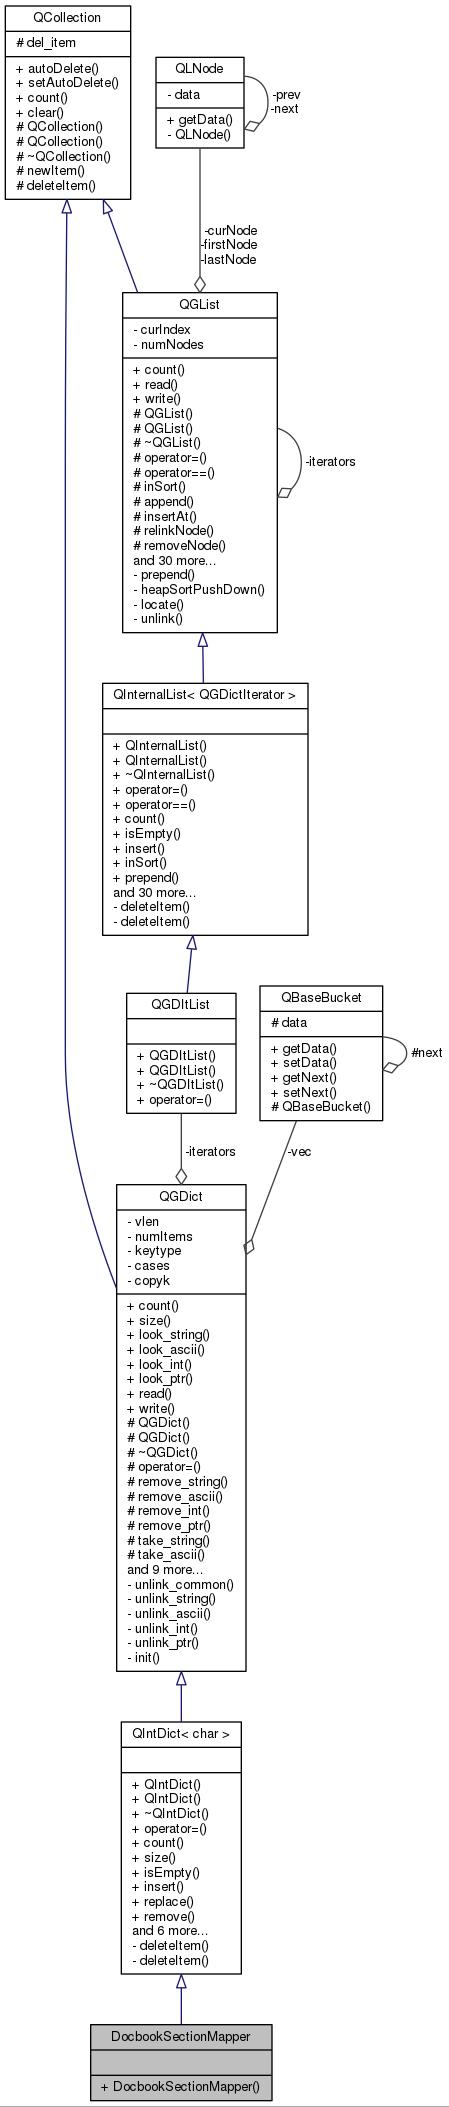 QCollection
# del_item
+ autoDelete()
+ setAutoDelete()
+ count()
+ clear()
# QCollection()
# QCollection()
# ~QCollection()
# newItem()
# deleteItem()
QLNode
- data
+ getData()
- QLNode()
-prev
-next
-curNode
-firstNode
-lastNode
QGList
- curIndex
- numNodes
+ count()
+ read()
+ write()
# QGList()
# QGList()
# ~QGList()
# operator=()
# operator==()
# inSort()
# append()
# insertAt()
# relinkNode()
# removeNode()
and 30 more...
- prepend()
- heapSortPushDown()
- locate()
- unlink()
-iterators
QInternalList< QGDictIterator >
+ QInternalList()
+ QInternalList()
+ ~QInternalList()
+ operator=()
+ operator==()
+ count()
+ isEmpty()
+ insert()
+ inSort()
+ prepend()
and 30 more...
- deleteItem()
- deleteItem()
QGDItList
+ QGDItList()
+ QGDItList()
+ ~QGDItList()
+ operator=()
QBaseBucket
# data
+ getData()
+ setData()
+ getNext()
+ setNext()
# QBaseBucket()
#next
-iterators
-vec
QGDict
- vlen
- numItems
- keytype
- cases
- copyk
+ count()
+ size()
+ look_string()
+ look_ascii()
+ look_int()
+ look_ptr()
+ read()
+ write()
# QGDict()
# QGDict()
# ~QGDict()
# operator=()
# remove_string()
# remove_ascii()
# remove_int()
# remove_ptr()
# take_string()
# take_ascii()
and 9 more...
- unlink_common()
- unlink_string()
- unlink_ascii()
- unlink_int()
- unlink_ptr()
- init()
QIntDict< char >
+ QIntDict()
+ QIntDict()
+ ~QIntDict()
+ operator=()
+ count()
+ size()
+ isEmpty()
+ insert()
+ replace()
+ remove()
and 6 more...
- deleteItem()
- deleteItem()
DocbookSectionMapper
+ DocbookSectionMapper()